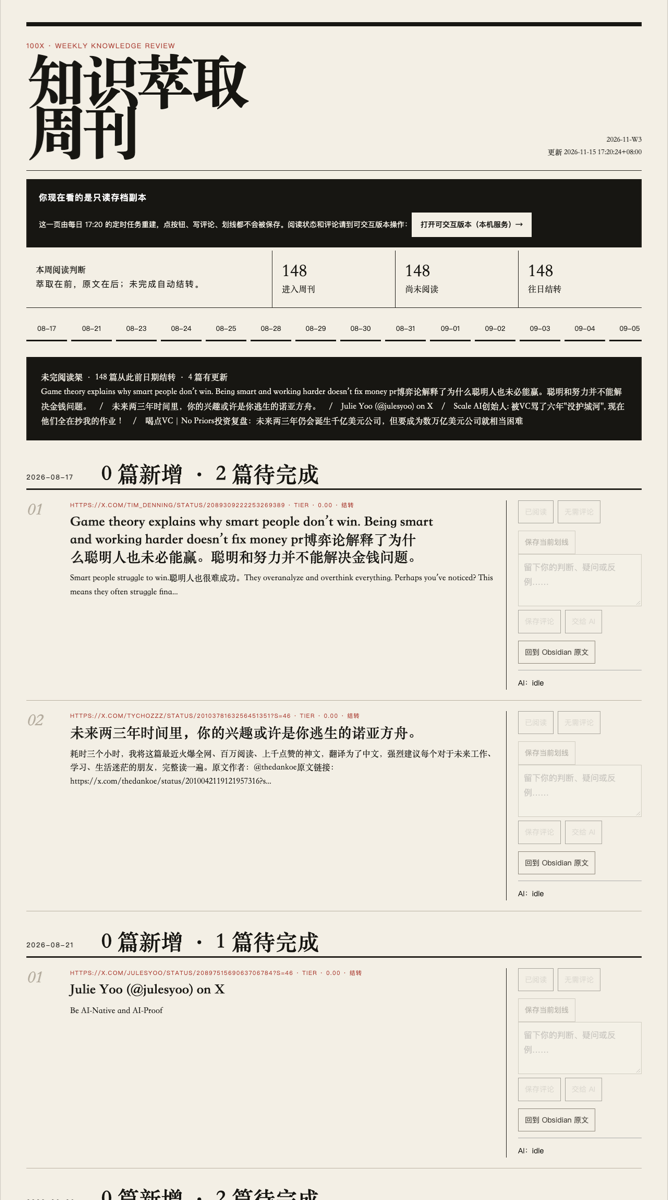 100X · WEEKLY KNOWLEDGE REVIEW
知识萃取
周刊
2026-11-W3
更新 2026-11-15 17:20:24+08:00
你现在看的是只读存档副本
这一页由每日 17:20 的定时任务重建，点按钮、写评论、划线都不会被保存。阅读状态和评论请到可交互版本操作： 打开可交互版本（本机服务）→
本周阅读判断
萃取在前，原文在后；未完成自动结转。
148
进入周刊
148
尚未阅读
148
往日结转
08-17 08-21 08-23 08-24 08-25 08-28 08-29 08-30 08-31 09-01 09-02 09-03 09-04 09-05
未完阅读架 · 148 篇从此前日期结转 · 4 篇有更新
Game theory explains why smart people don't win. Being smart and working harder doesn't fix money pr博弈论解释了为什么聪明人也未必能赢。聪明和努力并不能解
决金钱问题。 / 未来两三年时间里，你的兴趣或许是你逃生的诺亚方舟。 / Julie Yoo (@julesyoo) on X / Scale AI创始人: 被VC骂了六年"没护城河", 现在
他们全在抄我的作业！ / 喝点VC | No Priors投资复盘：未来两三年仍会诞生千亿美元公司，但要成为数万亿美元公司就相当困难
2026-08-17 0 篇新增 · 2 篇待完成
01
HTTPS://X.COM/TIM_DENNING/STATUS/2089309222253269389 · TIER · 0.00 · 结转
Game theory explains why smart people don't win. Being smart
and working harder doesn't fix money pr博弈论解释了为什
么聪明人也未必能赢。聪明和努力并不能解决金钱问题。
Smart people struggle to win.聪明人也很难成功。They overanalyze and overthink everything. Perhaps you've noticed? This
means they often struggle fina...
已阅读 无需评论
保存当前划线
留下你的判断、疑问或反
例……
保存评论 交给 AI
回到 Obsidian 原文
AI：idle
02
HTTPS://X.COM/TYCHOZZZ/STATUS/2010378163256451351?S=46 · TIER · 0.00 · 结转
未来两三年时间里，你的兴趣或许是你逃生的诺亚方舟。
耗时三个小时，我将这篇最近火爆全网、百万阅读、上千点赞的神文，翻译为了中文，强烈建议每个对于未来工作、
学习、生活迷茫的朋友，完整读一遍。原文作者：@thedankoe原文链接：
https://x.com/thedankoe/status/2010042119121957316?s...
已阅读 无需评论
保存当前划线
留下你的判断、疑问或反
例……
保存评论 交给 AI
回到 Obsidian 原文
AI：idle
2026-08-21 0 篇新增 · 1 篇待完成
01
HTTPS://X.COM/JULESYOO/STATUS/2089751569063706784?S=46 · TIER · 0.00 · 结转
Julie Yoo (@julesyoo) on X
Be AI-Native and AI-Proof
已阅读 无需评论
保存当前划线
留下你的判断、疑问或反
例……
保存评论 交给 AI
回到 Obsidian 原文
AI：idle
0 篇新增 · 2 篇待完成